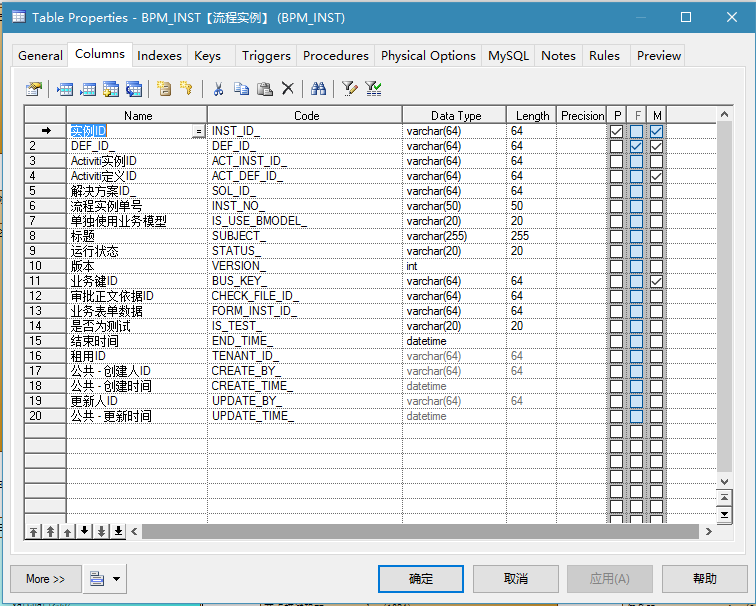 Table Properties - BPM_INST【流程实例】 (BPM_INST)
General Columns Indexes Keys Triggers Procedures Physical Options MySQL Notes Rules Preview
Name Code Data Type Length Precision P F M
实例ID = INST_ID_ varchar(64) 64
2 DEF_ID_ DEF_ID_ varchar(64) 64
3 Activiti实例ID ACT_INST_ID_ varchar(64) 64
4 Activiti定义ID ACT_DEF_ID_ varchar(64) 64
5 解决方案ID_ SOL_ID_ varchar(64) 64
6 流程实例单号 INST_NO_ varchar(50) 50
7 单独使用业务模型 IS_USE_BMODEL_ varchar(20) 20
8 标题 SUBJECT_ varchar(255) 255
9 运行状态 STATUS_ varchar(20) 20
10 版本 VERSION_ int
11 业务键ID BUS_KEY_ varchar(64) 64
12 审批正文依据ID CHECK_FILE_ID_ varchar(64) 64
13 业务表单数据 FORM_INST_ID_ varchar(64) 64
14 是否为测试 IS_TEST_ varchar(20) 20
15 结束时间 END_TIME_ datetime
16 租用ID TENANT_ID_ varchar(64) 64
17 公共 - 创建人ID CREATE_BY_ varchar(64) 64
18 公共 - 创建时间 CREATE_TIME_ datetime
19 更新人ID UPDATE_BY_ varchar(64) 64
20 公共 - 更新时间 UPDATE_TIME_ datetime
More >> 确定 取消 应用(A) 帮助